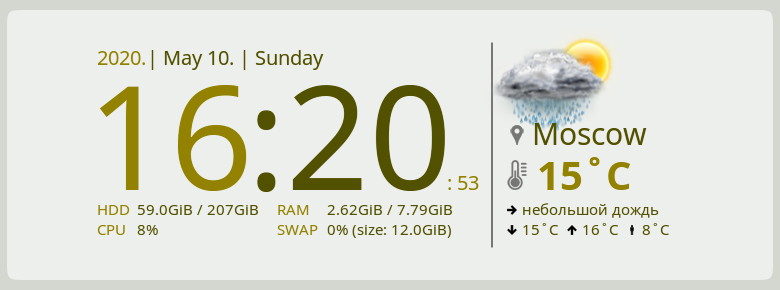 2020.| May 10. | Sunday
16:20 : 53
HDD 59.0GiB / 207GiB RAM 2.62GiB / 7.79GiB
CPU 8% SWAP 0% (size: 12.0GiB)
Moscow
15˚C
небольшой дождь
15˚C 16˚C 8˚C